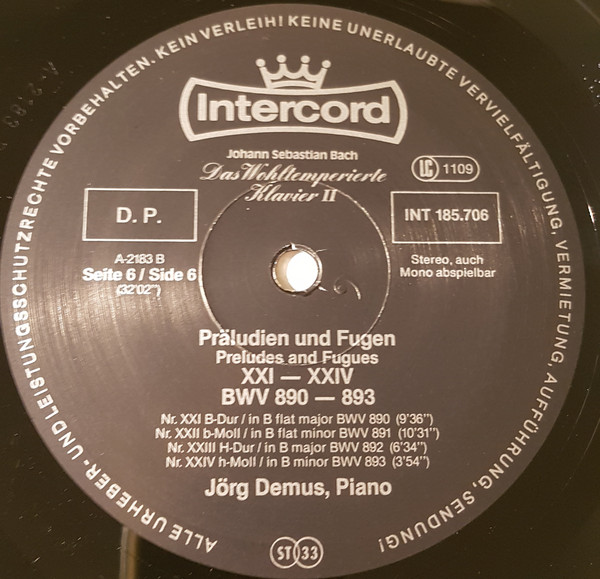 ALLE URHEBER- UND LEISTUNGSSCHUTZRECHTE VORBEHALTEN. KEIN VERLEIH! KEINE UNERLAUBTE VERVIELFÄLTIGUNG, VERMIETUNG, AUFFÜHRUNG, SENDUNG!
Intercord
Johann Sebastian Bach
Das Wohltemperierte
Klavier II
LC 1109
D. P.
INT 185.706
A-2183 B
Seite 6 / Side 6
(32'02")
Stereo, auch
Mono abspielbar
Präludien und Fugen
Preludes and Fugues
XXI — XXIV
BWV 890 — 893
Nr. XXI B-Dur / in B flat major BWV 890 (9'36")
Nr. XXII b-Moll / in B flat minor BWV 891 (10'31")
Nr. XXIII H-Dur / in B major BWV 892 (6'34")
Nr. XXIV h-Moll / in B minor BWV 893 (3'54")
Jörg Demus, Piano
ST 33